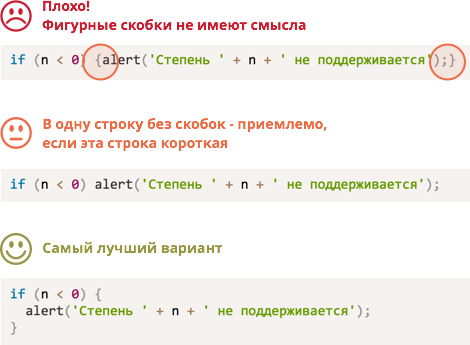 Плохо!
Фигурные скобки не имеют смысла
if (n < 0) {alert('Степень ' + n + ' не поддерживается');}
В одну строку без скобок - приемлемо,
если эта строка короткая
if (n < 0) alert('Степень ' + n + ' не поддерживается');
Самый лучший вариант
if (n < 0) {
  alert('Степень ' + n + ' не поддерживается');
}